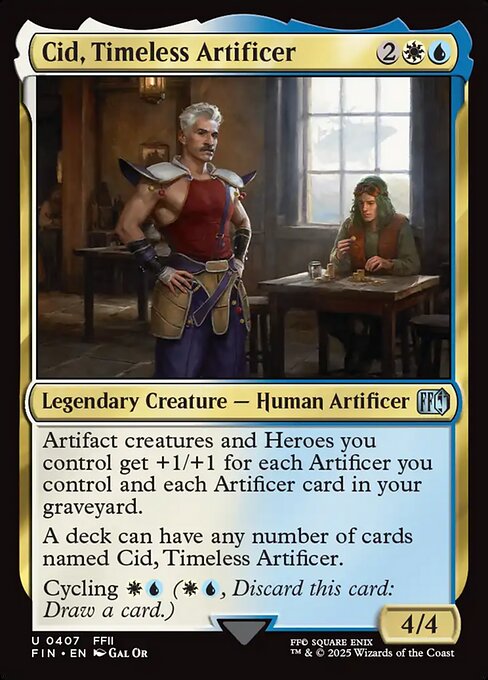 Cid, Timeless Artificer 2
Legendary Creature — Human Artificer FF
Artifact creatures and Heroes you
control get +1/+1 for each Artificer you
control and each Artificer card in your
graveyard.
A deck can have any number of cards
named Cid, Timeless Artificer.
Cycling (, Discard this card:
Draw a card.)
4/4
U 0407 FFII
FIN • EN Gal Or
FF© SQUARE ENIX
™ & © 2025 Wizards of the Coast